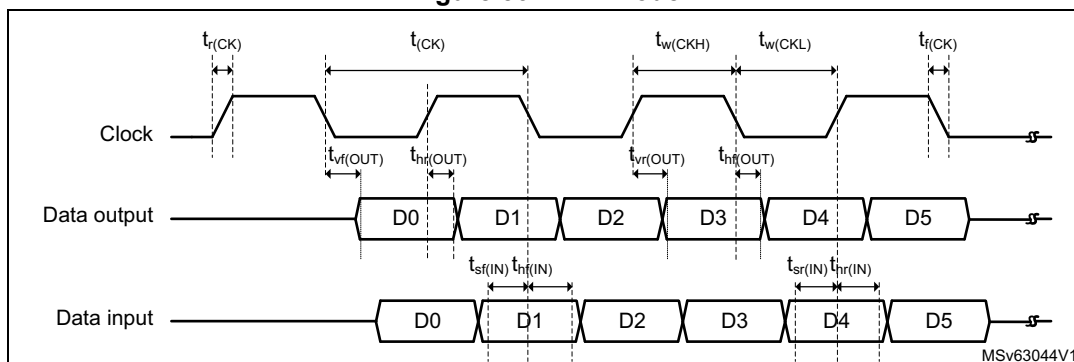 t_r(CK) t_(CK) t_w(CKH) t_w(CKL) t_f(CK)
Clock
t_vf(OUT) t_hr(OUT) t_vr(OUT) t_hf(OUT)
Data output D0 D1 D2 D3 D4 D5
t_sf(IN) t_hf(IN) t_sr(IN) t_hr(IN)
Data input D0 D1 D2 D3 D4 D5
MSv63044V1